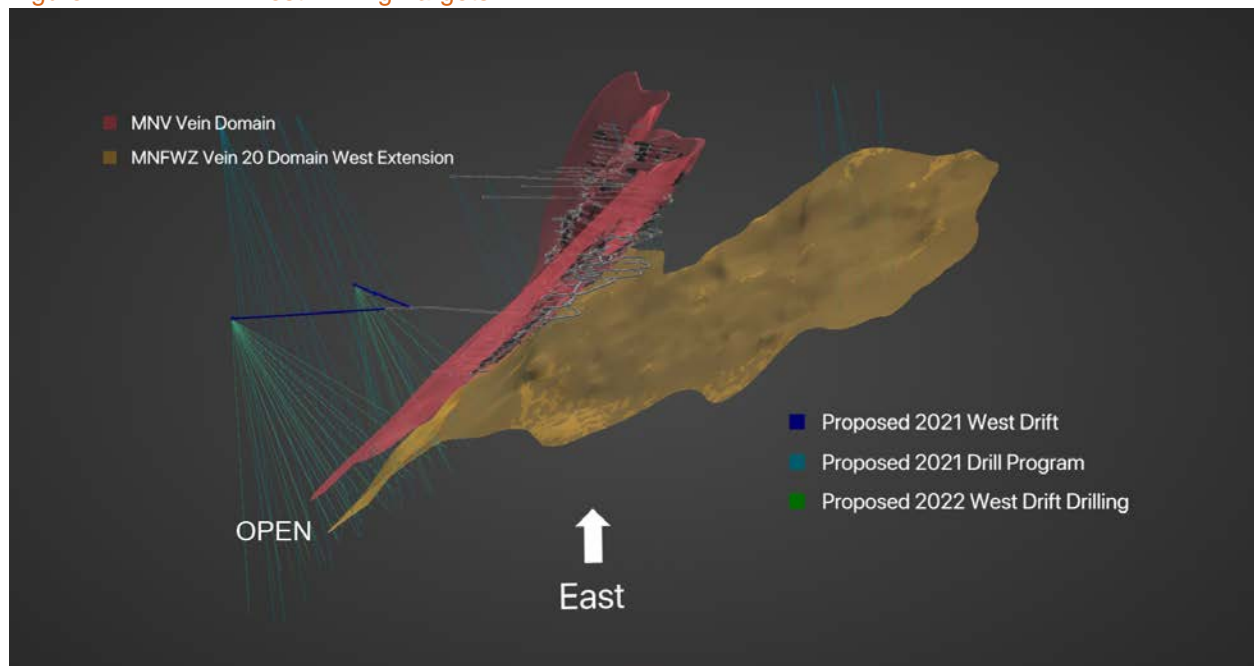 MNV Vein Domain
MNFWZ Vein 20 Domain West Extension
Proposed 2021 West Drift
Proposed 2021 Drill Program
Proposed 2022 West Drift Drilling
OPEN
East